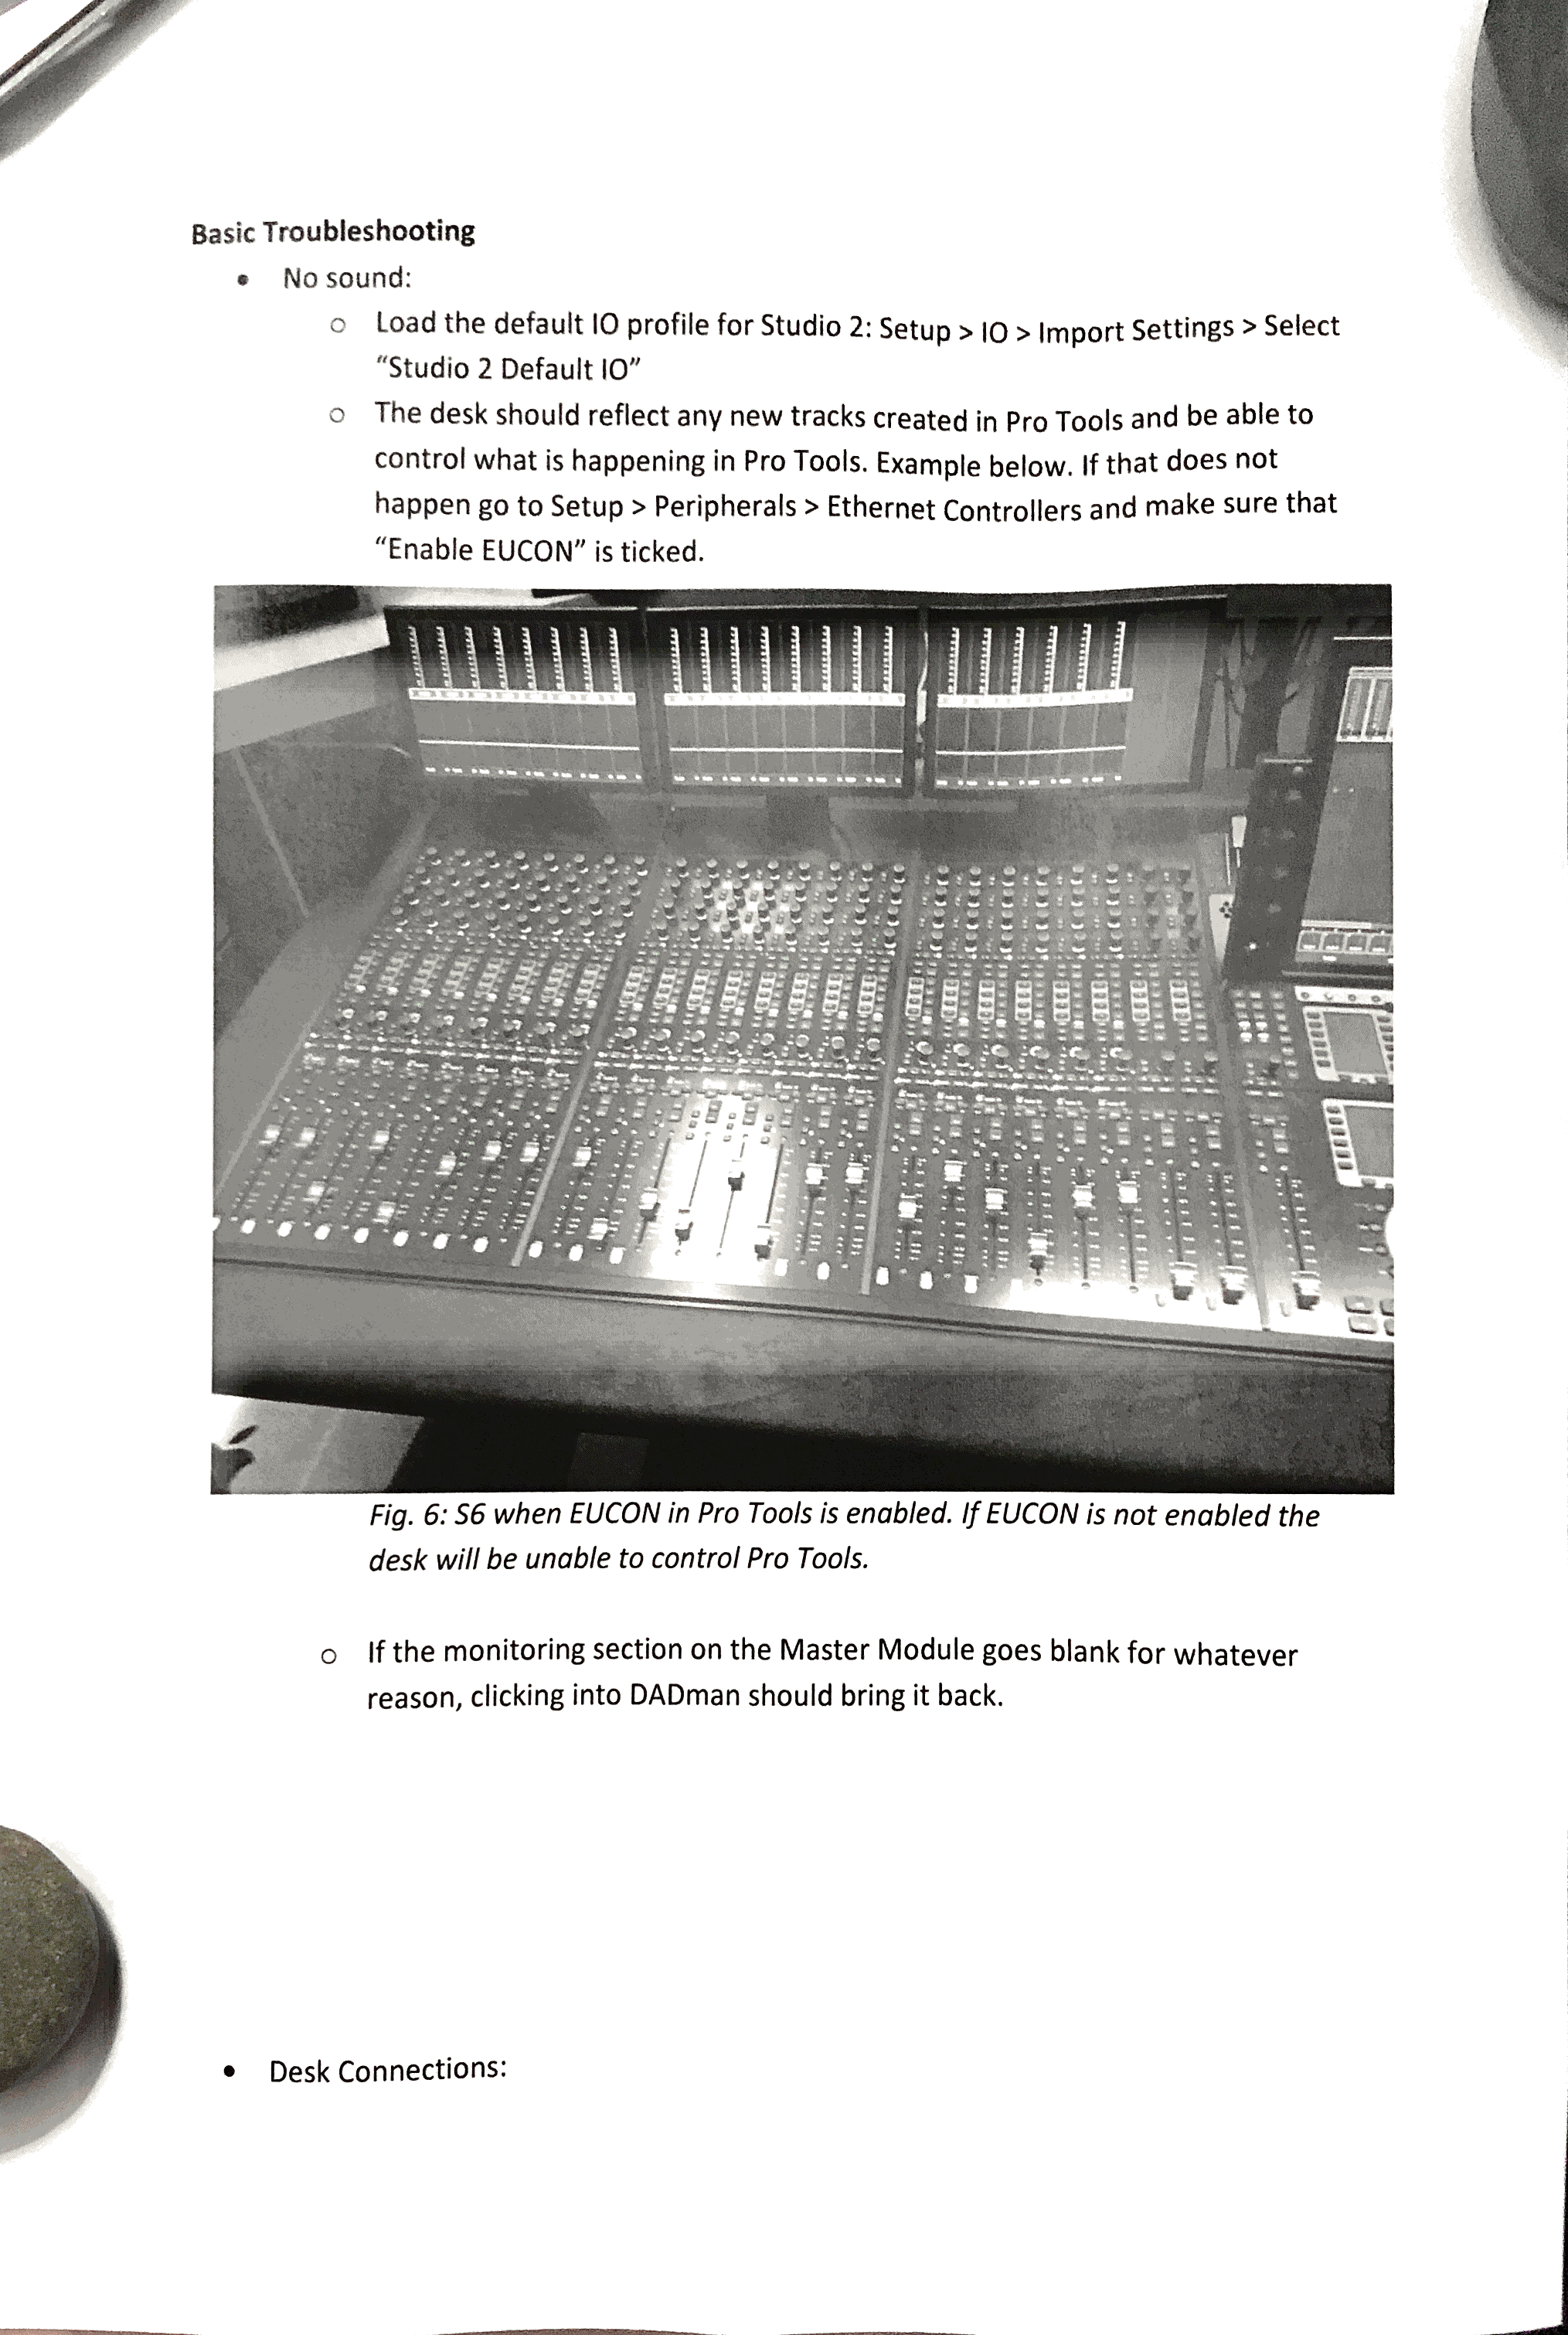 Basic Troubleshooting
• No sound:
○ Load the default IO profile for Studio 2: Setup > IO > Import Settings > Select
“Studio 2 Default IO”
○ The desk should reflect any new tracks created in Pro Tools and be able to
control what is happening in Pro Tools. Example below. If that does not
happen go to Setup > Peripherals > Ethernet Controllers and make sure that
“Enable EUCON” is ticked.
Fig. 6: S6 when EUCON in Pro Tools is enabled. If EUCON is not enabled the
desk will be unable to control Pro Tools.
○ If the monitoring section on the Master Module goes blank for whatever
reason, clicking into DADman should bring it back.
• Desk Connections: